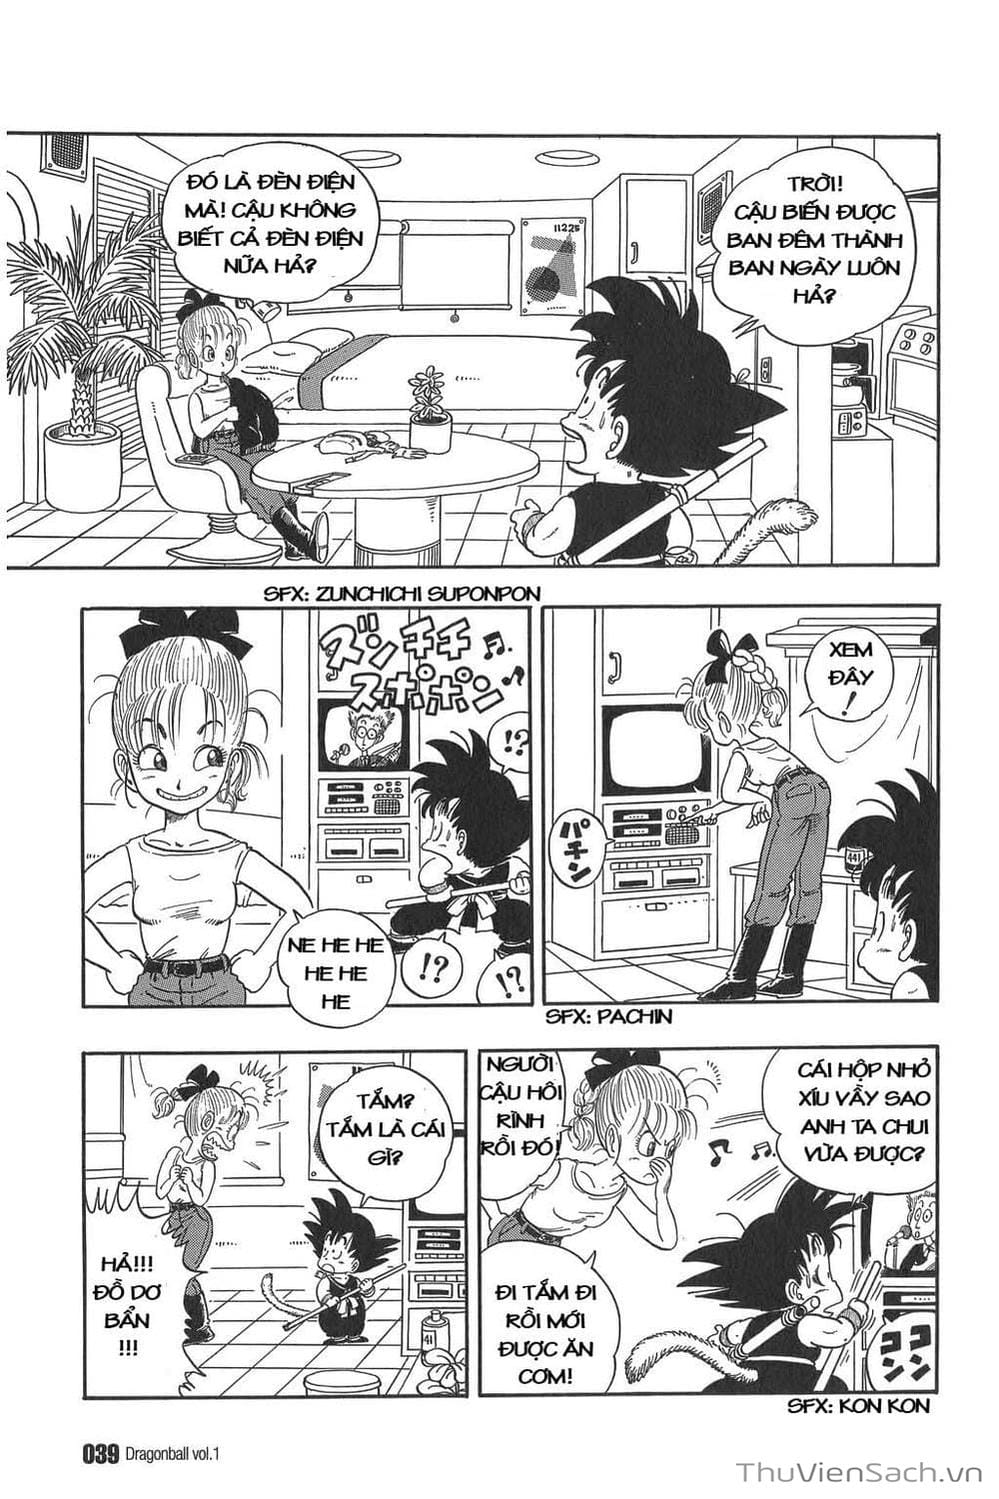 TRỜI!
CẬU BIẾN ĐƯỢC
BAN ĐÊM THÀNH
BAN NGÀY LUÔN
HẢ?
ĐÓ LÀ ĐÈN ĐIỆN
MÀ! CẬU KHÔNG
BIẾT CẢ ĐÈN ĐIỆN
NỮA HẢ?
11225
SFX: ZUNCHICHI SUPONPON
XEM
ĐÂY
!
パチン
441
SFX: PACHIN
ズンチチ
スポポポン
!?
!?
!?
NE HE HE
HE HE
HE
CÁI HỘP NHỎ
XÍU VẦY SAO
ANH TA CHUI
VỪA ĐƯỢC?
NGƯỜI
CẬU HÔI
RÌNH
RỒI ĐÓ!
ĐI TẮM ĐI
RỒI MỚI
ĐƯỢC ĂN
CƠM!
コンコン
SFX: KON KON
TẮM?
TẮM LÀ CÁI
GÌ?
HẢ!!!
ĐỒ DƠ
BẨN
!!!
41
039 Dragonball vol.1
ThuVienSach.vn